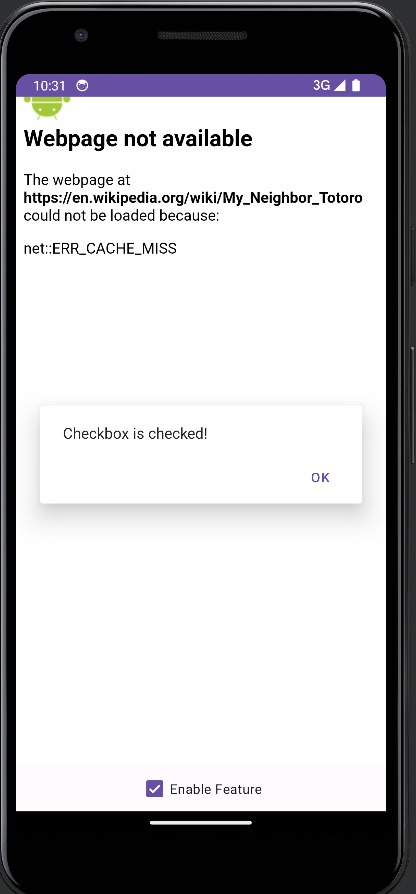 10:31 3G
Webpage not available
The webpage at
https://en.wikipedia.org/wiki/My_Neighbor_Totoro
could not be loaded because:
net::ERR_CACHE_MISS
Checkbox is checked!
OK
Enable Feature